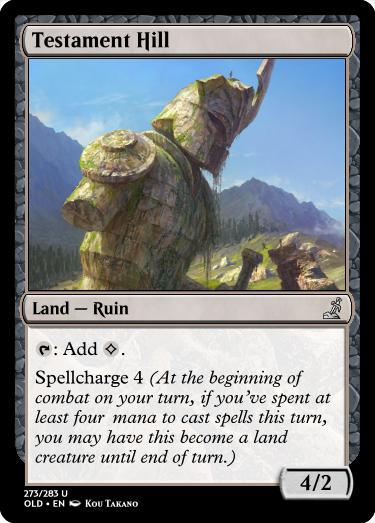 Testament Hill
Land — Ruin
: Add .
Spellcharge 4 (At the beginning of
combat on your turn, if you've spent at
least four mana to cast spells this turn,
you may have this become a land
creature until end of turn.)
4/2
273/283 U
OLD • EN Kou Takano